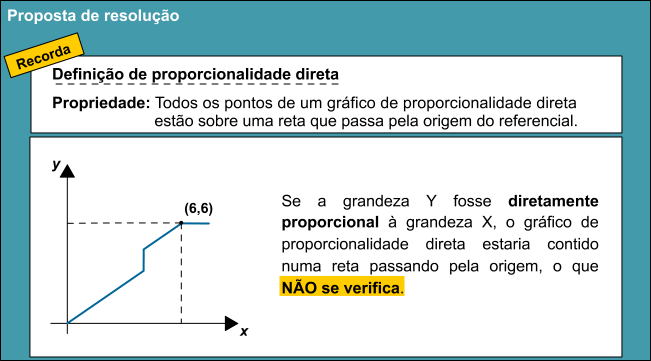 Proposta de resolução
Recorda
Definição de proporcionalidade direta
Propriedade: Todos os pontos de um gráfico de proporcionalidade direta
estão sobre uma reta que passa pela origem do referencial.
y
(6,6)
x
Se a grandeza Y fosse diretamente
proporcional à grandeza X, o gráfico de
proporcionalidade direta estaria contido
numa reta passando pela origem, o que
NÃO se verifica.